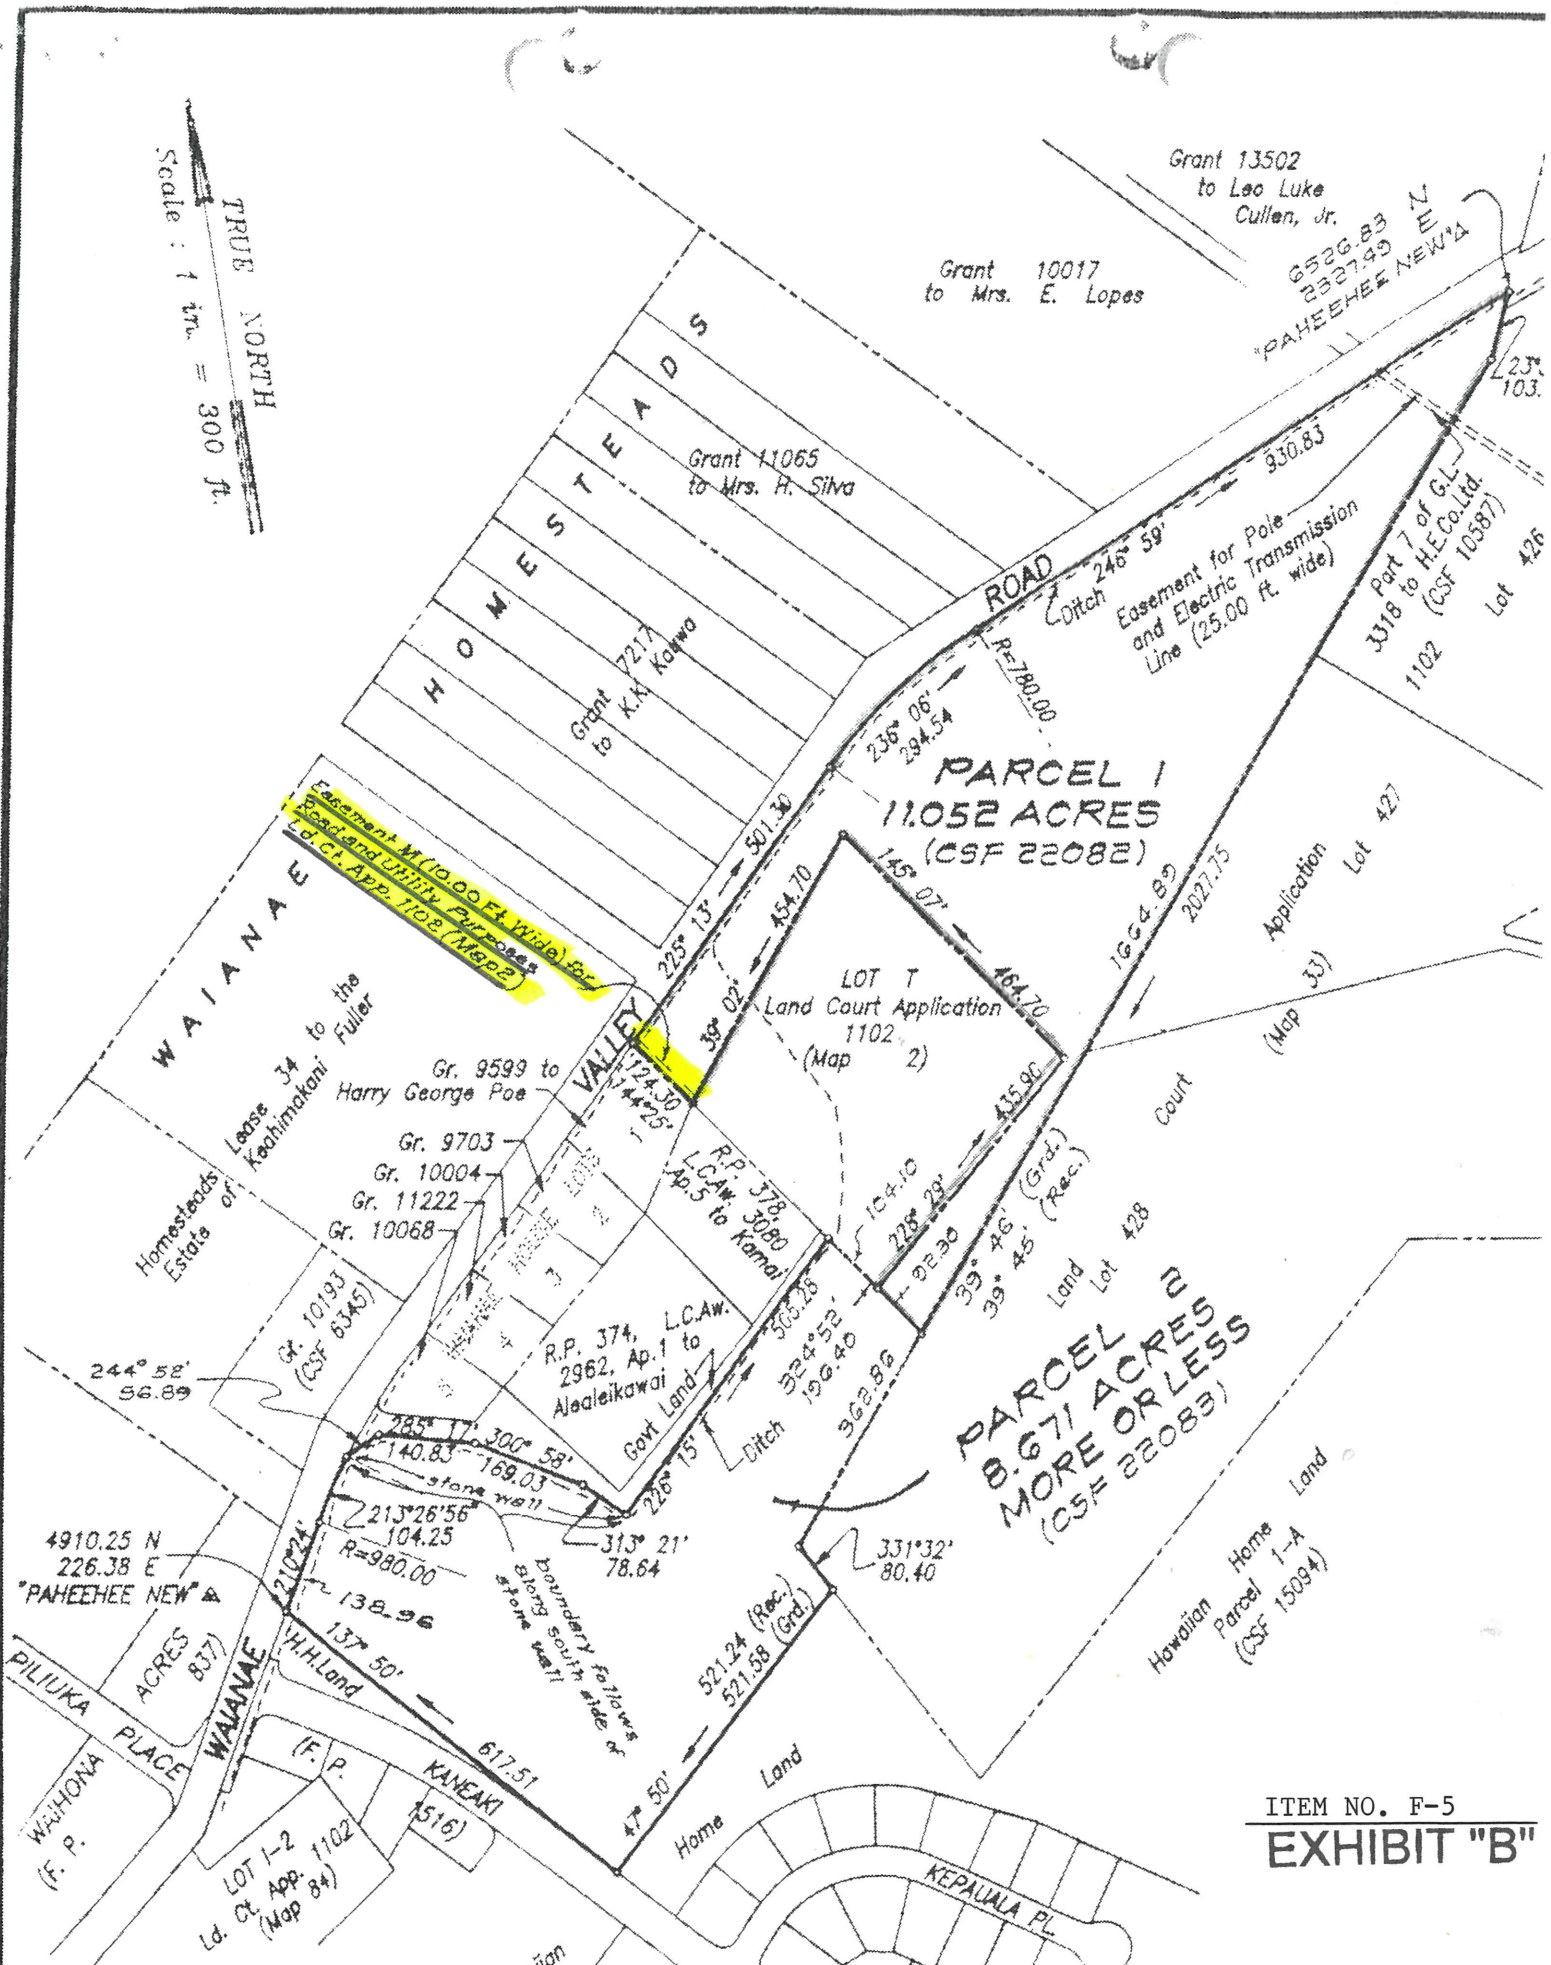 TRUE NORTH
Scale : 1 in. = 300 ft.
Grant 13502
to Leo Luke
Cullen, Jr.
6526.83 N
2327.49 E
"PAHEEHEE NEW"
Grant 10017
to Mrs. E. Lopes
HOMESTEADS
Grant 11065
to Mrs. H. Silva
Grant 7217
to K.K. Kaawa
ROAD
930.83
246° 59'
Ditch
Easement for Pole
and Electric Transmission
Line (25.00 ft. wide)
103.
Part 7 of G.L.
3318 to H.E.Co.Ltd.
(CSF 10587)
Lot 426
1102
R=780.00
236° 06'
294.54
PARCEL 1
11.052 ACRES
(CSF 22082)
Easement M (10.00 Ft. Wide) for
Road and Utility Purposes
Ld. Ct. App. 1102 (Map 2)
WAIANAE
501.30
225° 13'
454.70
39° 02'
145° 07'
464.70
LOT T
Land Court Application
1102
(Map 2)
1664.89
2027.75
Application
Lot 427
(Map 33)
Court
Lease 34 to the
Keahimakani Fuller
Homesteads
Estate of
VALLEY
124.30
144°25'
Gr. 9599 to
Harry George Poe
Gr. 9703
Gr. 10004
Gr. 11222
Gr. 10068
1
2
3
4
5
WAIANAE HOUSE LOTS
R.P. 378,
L.C.Aw. 3080
Ap.5 to Kamai
435.90
228° 29'
104.10
92.30
39° 46' (Grd.)
39° 45' (Rec.)
Land
Lot 428
Gr. 10193
(CSF 6345)
R.P. 374, L.C.Aw.
2962, Ap.1 to
Alealeikawai
Govt Land
505.28
226° 15'
Ditch
324°52'
196.40
362.86
PARCEL 2
8.671 ACRES
MORE OR LESS
(CSF 22083)
244° 52'
56.89
285° 17'
140.83
300° 58'
169.03
stone wall
213°26'56"
104.25
R=980.00
313° 21'
78.64
331°32'
80.40
4910.25 N
226.38 E
"PAHEEHEE NEW"
210°24'
138.96
boundary follows
along south side of
stone wall
521.24 (Rec.)
521.58 (Grd.)
Hawaiian Home Land
Parcel 1-A
(CSF 15094)
137° 50'
H.H.Land
617.51
47° 50'
Home Land
PILIUKA PLACE
ACRES
837)
WAIANAE
WAIHONA
(F. P.
(F. P.
1516)
KANEAKI
LOT 1-2
Ld. Ct. App. 1102
(Map 84)
KEPAUALA PL.
ITEM NO. F-5
EXHIBIT "B"